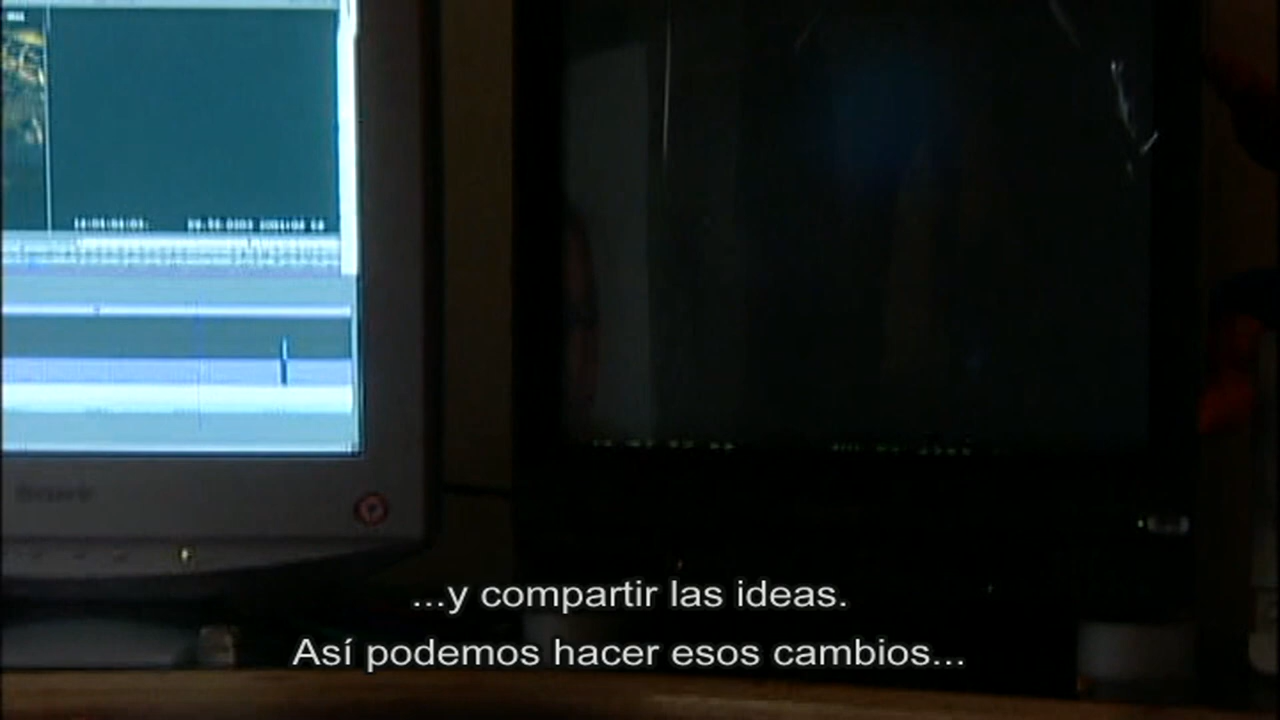 ...y compartir las ideas.
Así podemos hacer esos cambios...